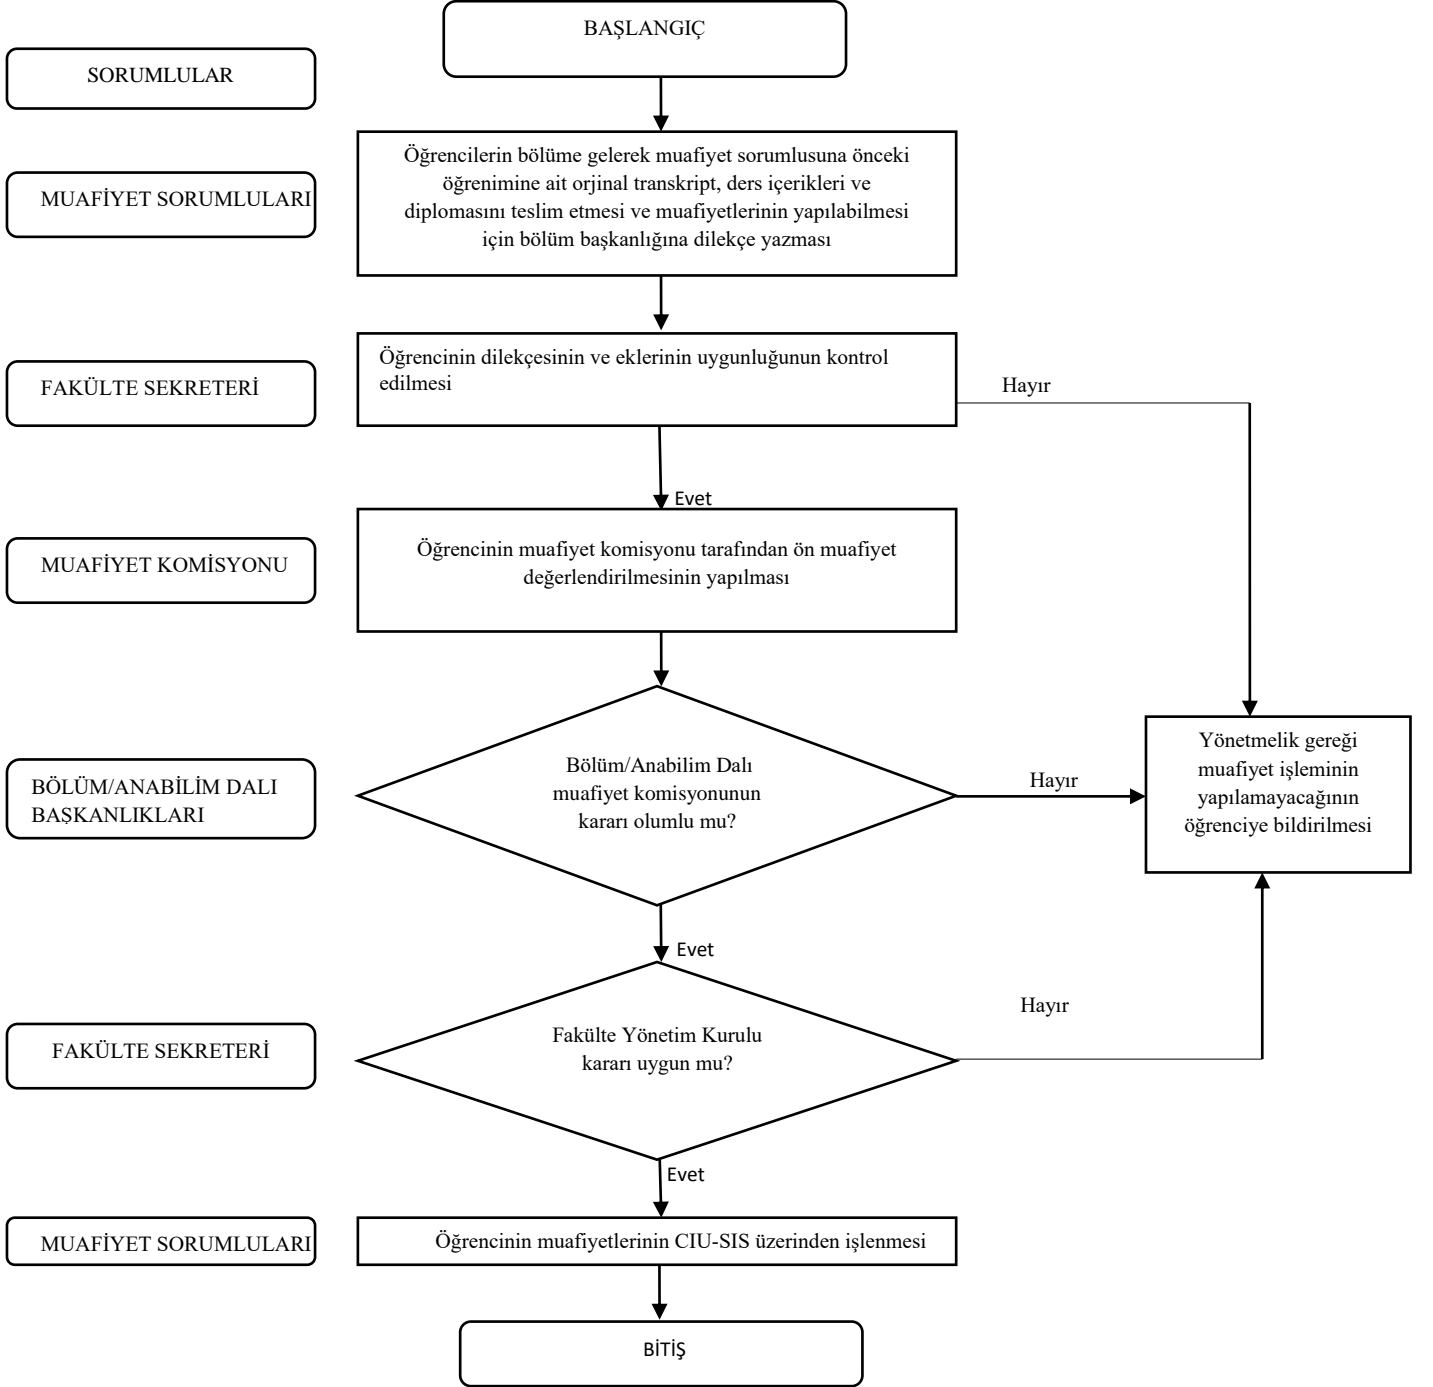 BAŞLANGIÇ
SORUMLULAR
MUAFİYET SORUMLULARI
Öğrencilerin bölüme gelerek muafiyet sorumlusuna önceki
öğrenimine ait orjinal transkript, ders içerikleri ve
diplomasını teslim etmesi ve muafiyetlerinin yapılabilmesi
için bölüm başkanlığına dilekçe yazması
FAKÜLTE SEKRETERİ
Öğrencinin dilekçesinin ve eklerinin uygunluğunun kontrol
edilmesi
Hayır
Evet
MUAFİYET KOMİSYONU
Öğrencinin muafiyet komisyonu tarafından ön muafiyet
değerlendirilmesinin yapılması
BÖLÜM/ANABİLİM DALI
BAŞKANLIKLARI
Bölüm/Anabilim Dalı
muafiyet komisyonunun
kararı olumlu mu?
Hayır
Yönetmelik gereği
muafiyet işleminin
yapılamayacağının
öğrenciye bildirilmesi
Evet
FAKÜLTE SEKRETERİ
Fakülte Yönetim Kurulu
kararı uygun mu?
Hayır
Evet
MUAFİYET SORUMLULARI
Öğrencinin muafiyetlerinin CIU-SIS üzerinden işlenmesi
BİTİŞ